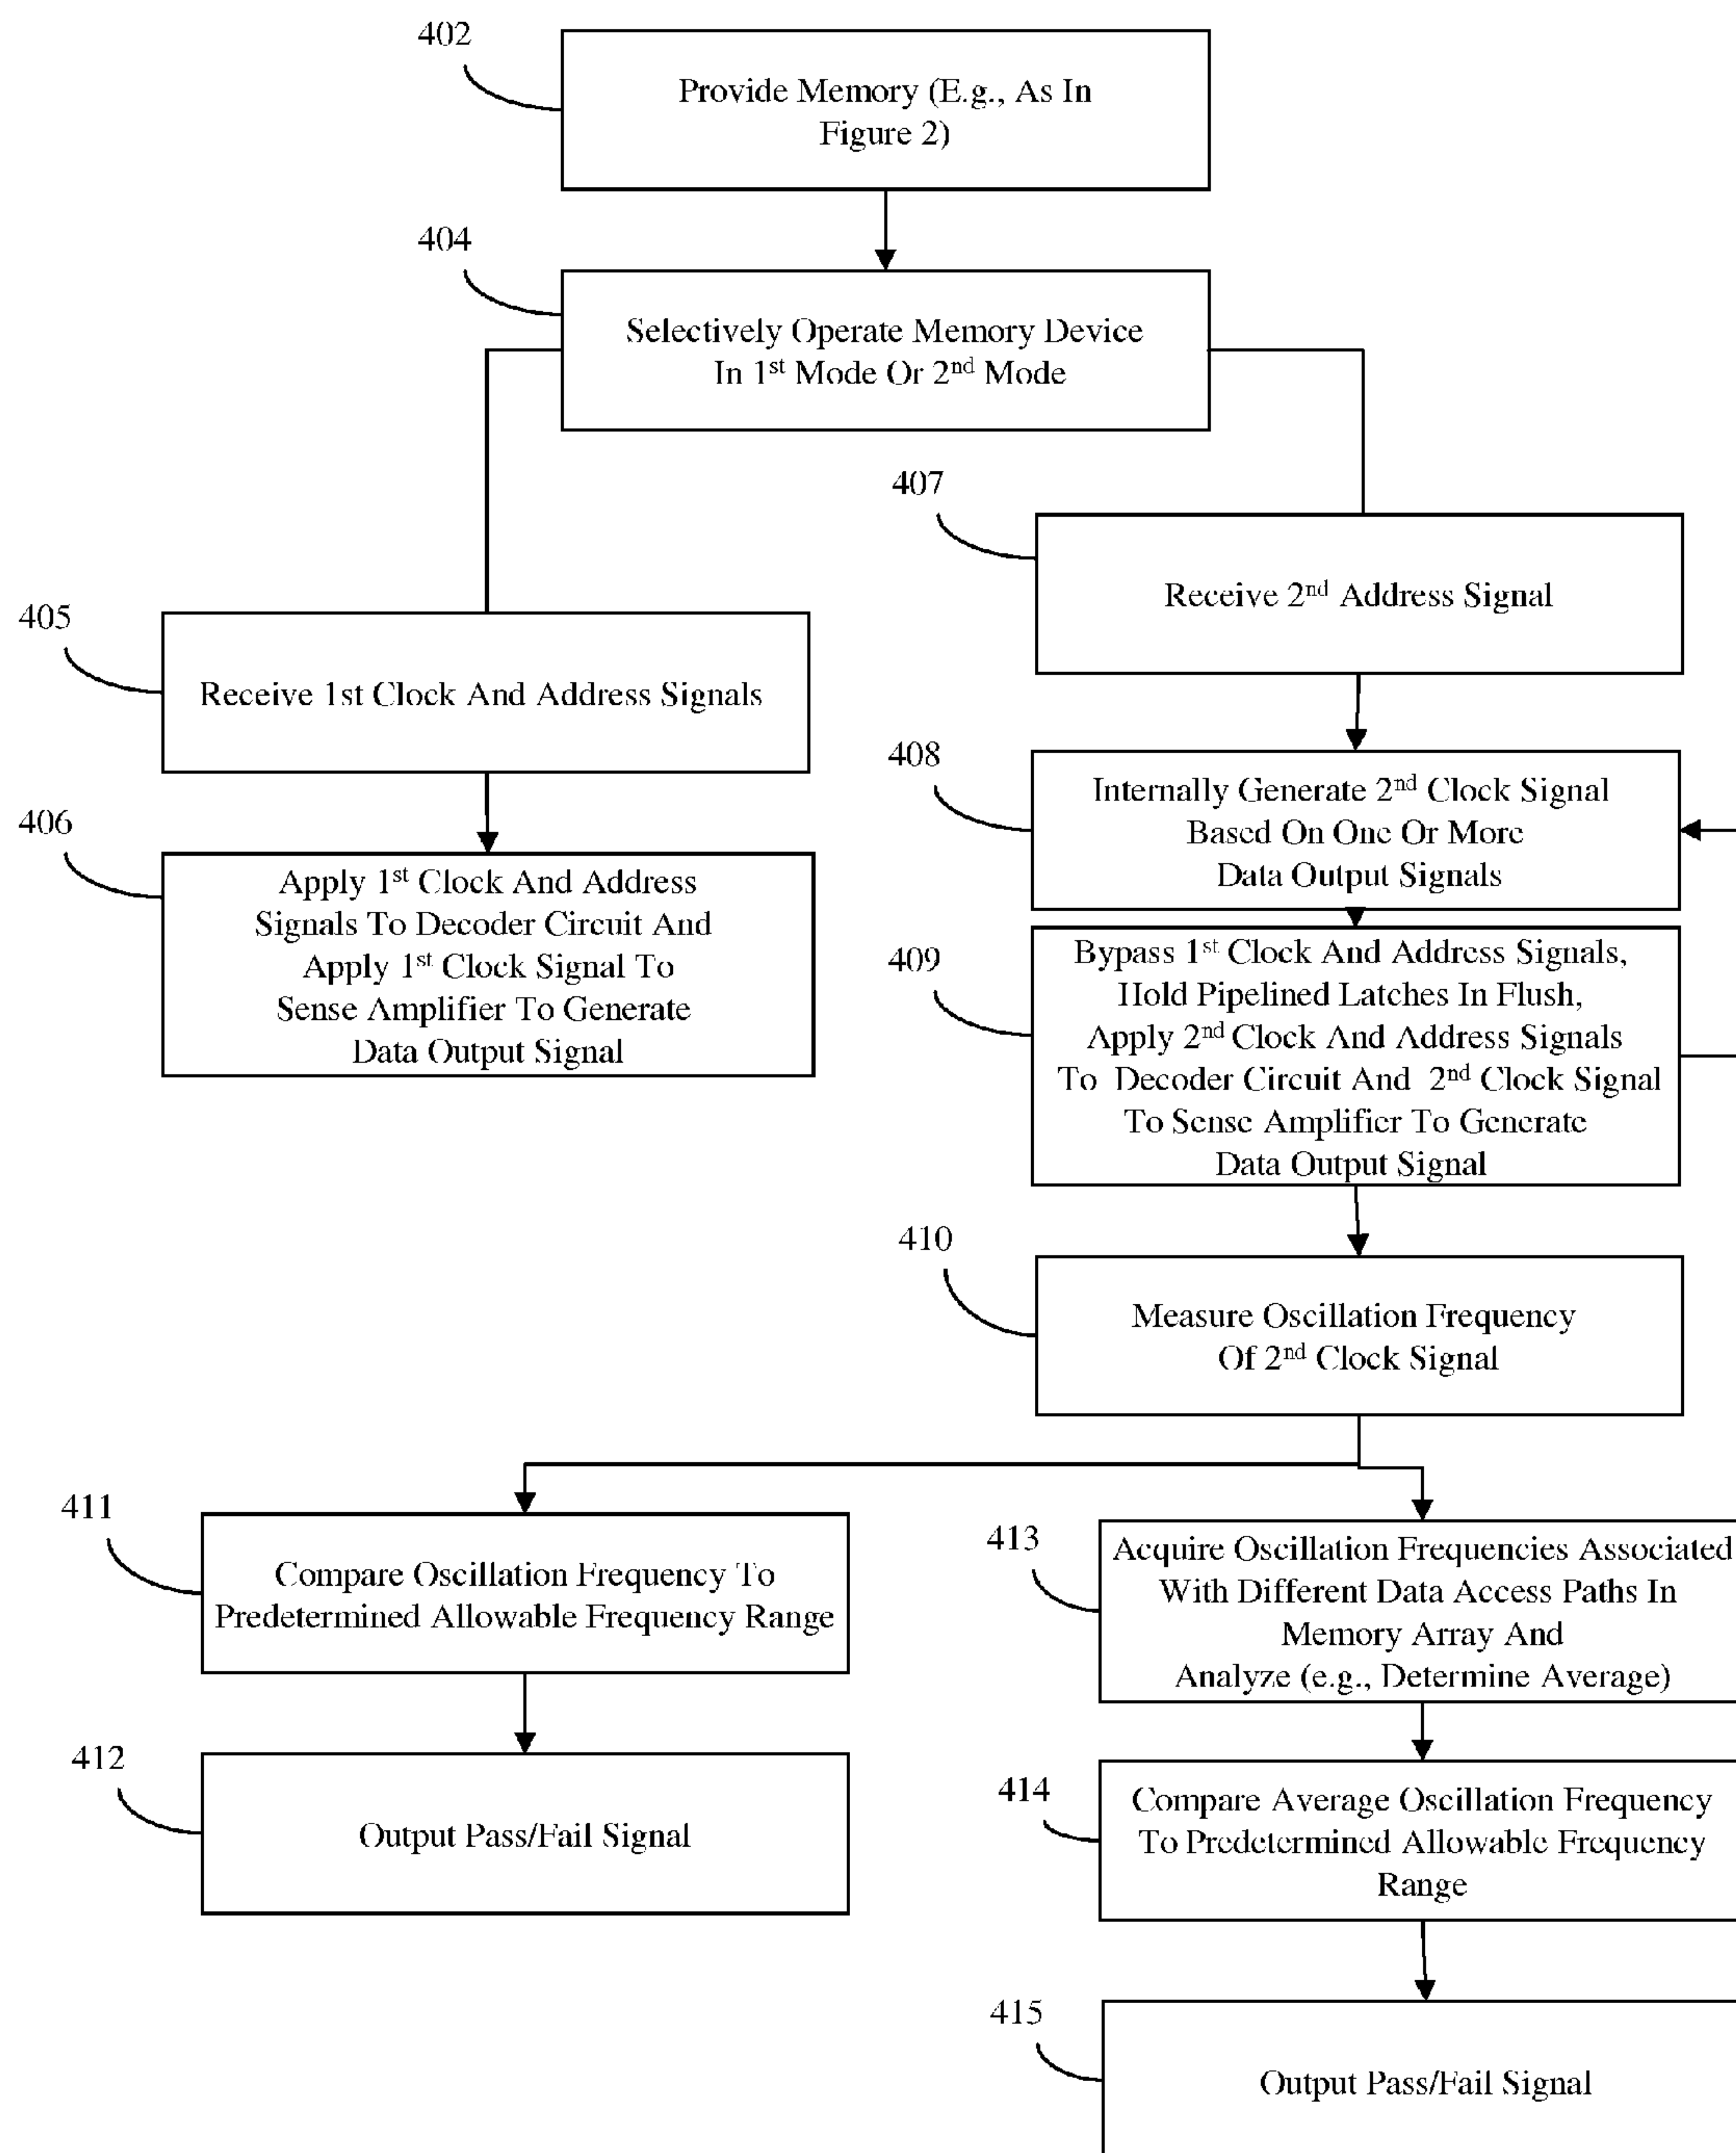 402
Provide Memory (E.g., As In
Figure 2)
404
Selectively Operate Memory Device
In 1st Mode Or 2nd Mode
407
Receive 2nd Address Signal
405
Receive 1st Clock And Address Signals
408
Internally Generate 2nd Clock Signal
Based On One Or More
Data Output Signals
406
Apply 1st Clock And Address
Signals To Decoder Circuit And
Apply 1st Clock Signal To
Sense Amplifier To Generate
Data Output Signal
409
Bypass 1st Clock And Address Signals,
Hold Pipelined Latches In Flush,
Apply 2nd Clock And Address Signals
To Decoder Circuit And 2nd Clock Signal
To Sense Amplifier To Generate
Data Output Signal
410
Measure Oscillation Frequency
Of 2nd Clock Signal
411
Compare Oscillation Frequency To
Predetermined Allowable Frequency Range
413
Acquire Oscillation Frequencies Associated
With Different Data Access Paths In
Memory Array And
Analyze (e.g., Determine Average)
412
Output Pass/Fail Signal
414
Compare Average Oscillation Frequency
To Predetermined Allowable Frequency
Range
415
Output Pass/Fail Signal